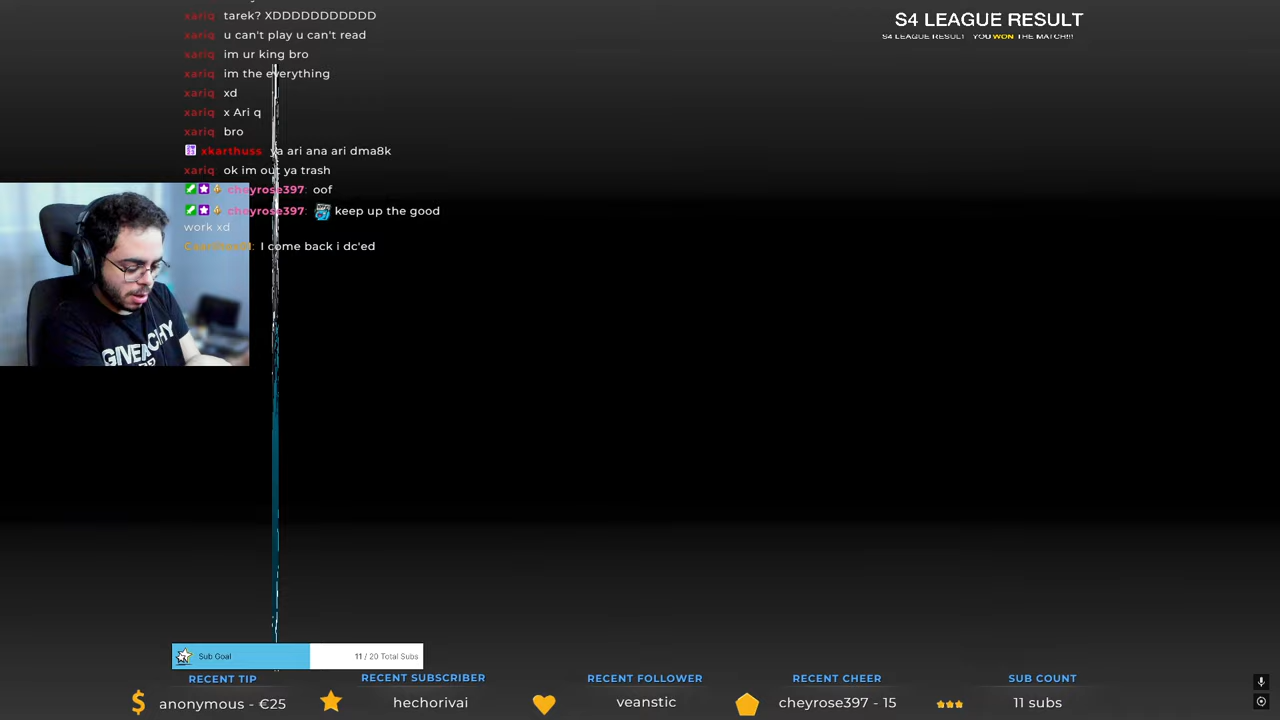 xariq tarek? XDDDDDDDDDDD
S4 LEAGUE RESULT
xariq u can't play u can't read
S4 LEAGUE RESULT YOU WON THE MATCH!!!
xariq im ur king bro
xariq im the everything
xariq xd
xariq x Ari q
xariq bro
xkarthuss ya ari ana ari dma8k
xariq ok im out ya trash
cheyrose397: oof
cheyrose397: keep up the good
work xd
I come back i dc'ed
GIVENCHY
Sub Goal 11 / 20 Total Subs
RECENT TIP RECENT SUBSCRIBER RECENT FOLLOWER RECENT CHEER SUB COUNT
anonymous - €25 hechorivai veanstic cheyrose397 - 15 11 subs